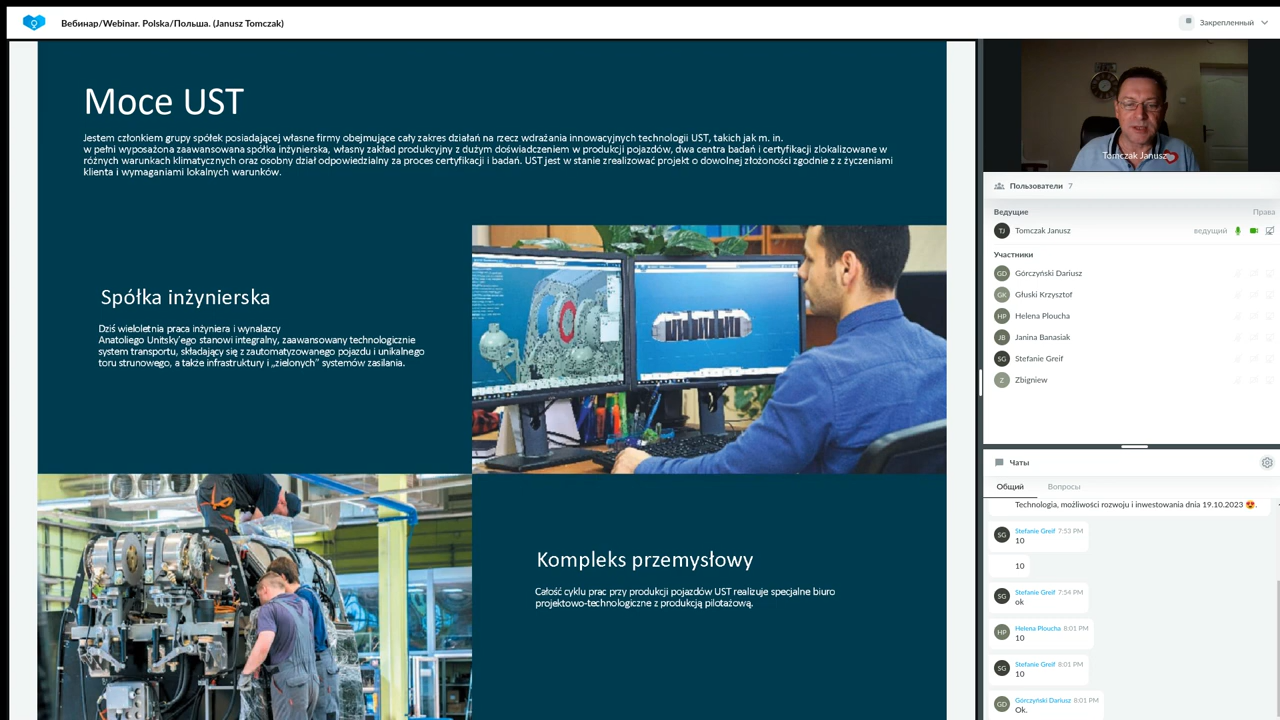 Вебинар/Webinar. Polska/Польша. (Janusz Tomczak)
Закрепленный
Moce UST
Jestem członkiem grupy spółek posiadającej własne firmy obejmujące cały zakres działań na rzecz wdrażania innowacyjnych technologii UST, takich jak m. in.
w pełni wyposażona zaawansowana spółka inżynierska, własny zakład produkcyjny z dużym doświadczeniem w produkcji pojazdów, dwa centra badań i certyfikacji zlokalizowane w
różnych warunkach klimatycznych oraz osobny dział odpowiedzialny za proces certyfikacji i badań. UST jest w stanie zrealizować projekt o dowolnej złożoności zgodnie z z życzeniami
klienta i wymaganiami lokalnych warunków.
Spółka inżynierska
Dziś wieloletnia praca inżyniera i wynalazcy
Anatoliego Unitsky'ego stanowi integralny, zaawansowany technologicznie
system transportu, składający się z zautomatyzowanego pojazdu i unikalnego
toru strunowego, a także infrastruktury i „zielonych” systemów zasilania.
Kompleks przemysłowy
Całość cyklu prac przy produkcji pojazdów UST realizuje specjalne biuro
projektowo-technologiczne z produkcją pilotażową.
Tomczak Janusz
Пользователи 7
Ведущие Права
TJ Tomczak Janusz ведущий
Участники
GD Górczyński Dariusz
GK Głuski Krzysztof
HP Helena Ploucha
JB Janina Banasiak
SG Stefanie Greif
Z Zbigniew
Чаты
Общий Вопросы
Technologia, możliwości rozwoju i inwestowania dnia 19.10.2023 😍.
SG Stefanie Greif 7:53 PM
10
10
SG Stefanie Greif 7:54 PM
ok
HP Helena Ploucha 8:01 PM
10
SG Stefanie Greif 8:01 PM
10
GD Górczyński Dariusz 8:01 PM
Ok.